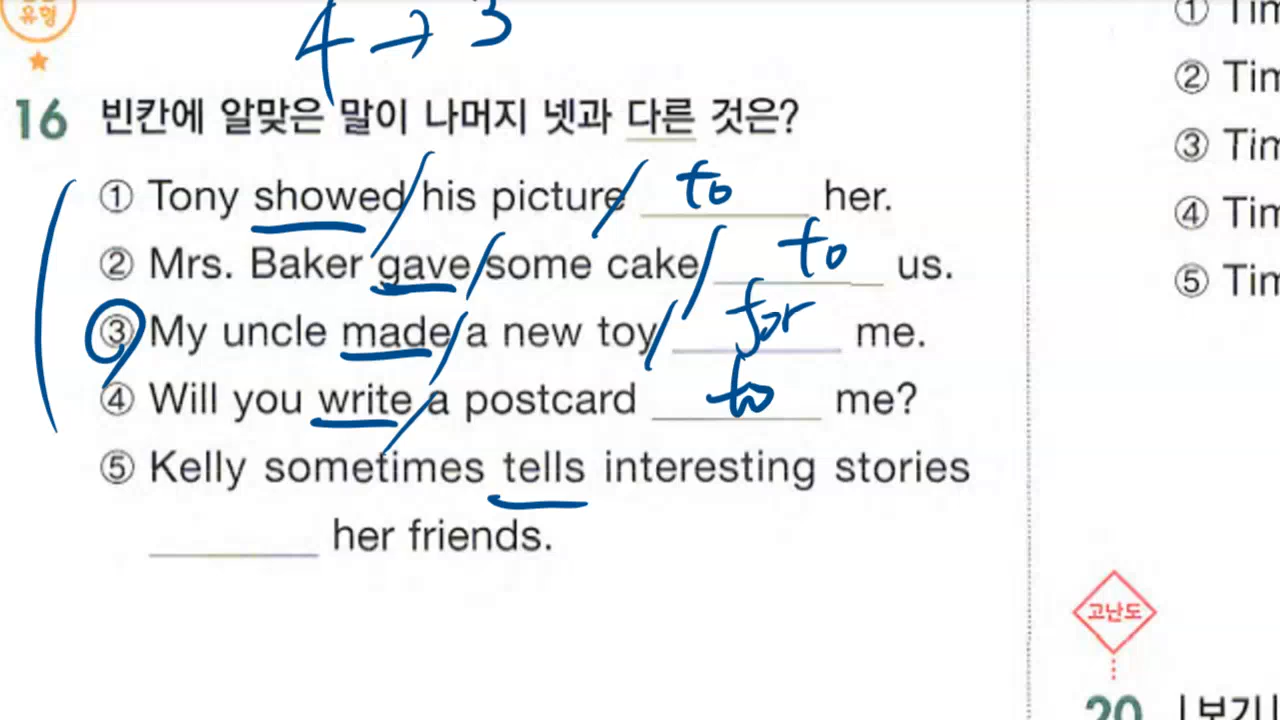 유형
4 → 3
16 빈칸에 알맞은 말이 나머지 넷과 다른 것은?
① Tony showed / his picture / to her.
② Mrs. Baker gave / some cake / to us.
③ My uncle made / a new toy / for me.
④ Will you write / a postcard to me?
⑤ Kelly sometimes tells interesting stories
________ her friends.
① Tim
② Tim
③ Tim
④ Tim
⑤ Tim
고난도
20 |보기|